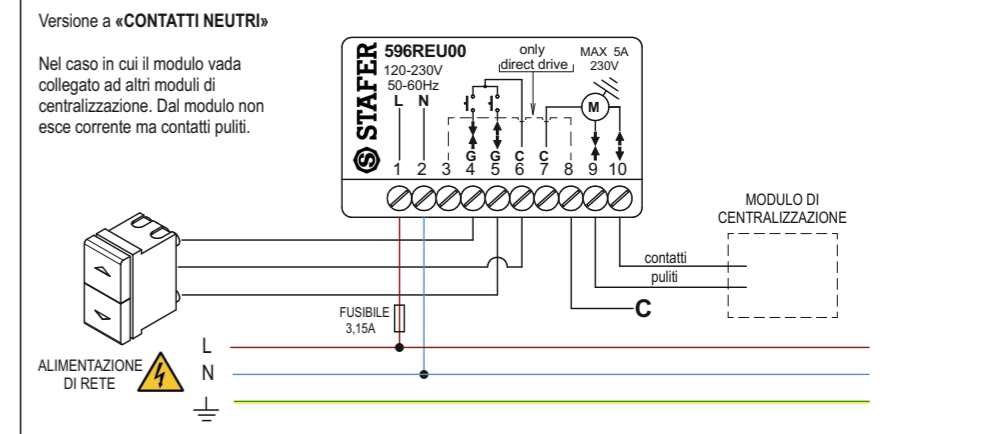 Versione a «CONTATTI NEUTRI»
Nel caso in cui il modulo vada
collegato ad altri moduli di
centralizzazione. Dal modulo non
esce corrente ma contatti puliti.
STAFER
596REU00
120-230V
50-60Hz
L N
only
direct drive
MAX 5A
230V
M
G G C C
1 2 3 4 5 6 7 8 9 10
MODULO DI
CENTRALIZZAZIONE
contatti
puliti
C
FUSIBILE
3,15A
ALIMENTAZIONE
DI RETE
L
N